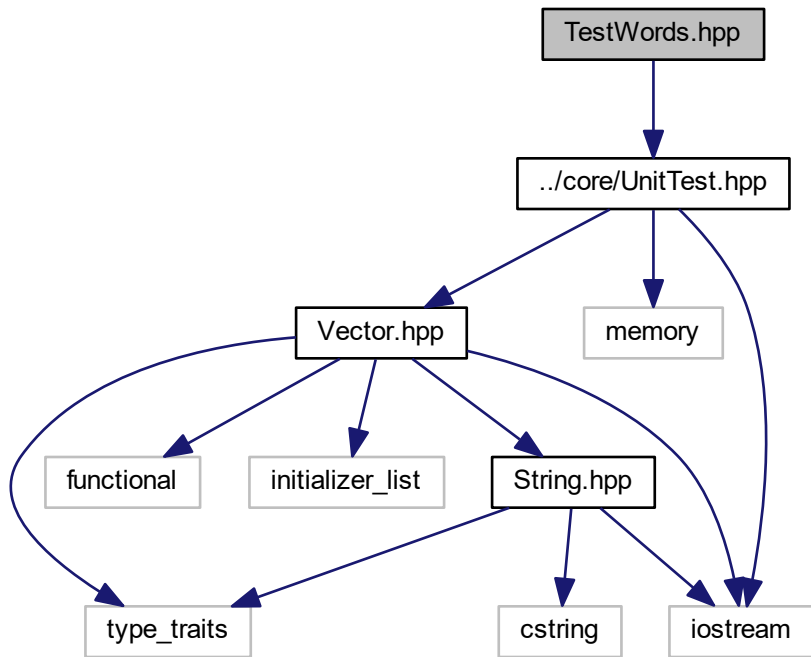 TestWords.hpp
../core/UnitTest.hpp
Vector.hpp
memory
functional
initializer_list
String.hpp
type_traits
cstring
iostream